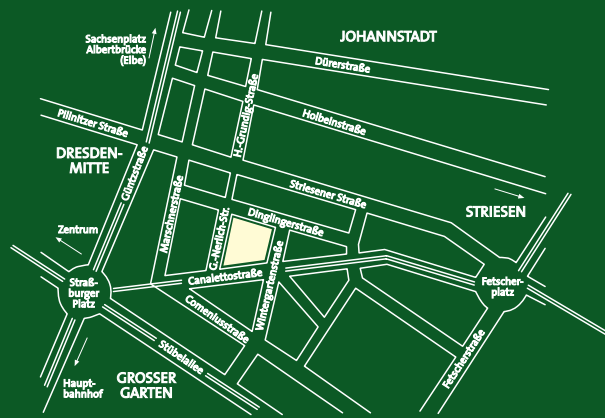 JOHANNSTADT
Sachsenplatz
Albertbrücke
(Elbe)
Dürerstraße
H.-Grundig-Straße
Holbeinstraße
Pillnitzer Straße
DRESDEN-
MITTE
Güntzstraße
Marschnerstraße
Striesener Straße
STRIESEN
G.-Nerlich-Str.
Dinglingerstraße
Zentrum
Canalettostraße
Wintergartenstraße
Straß-
burger
Platz
Fetscher-
platz
Comeniusstraße
Stübelallee
Fetscherstraße
Haupt-
bahnhof
GROSSER
GARTEN